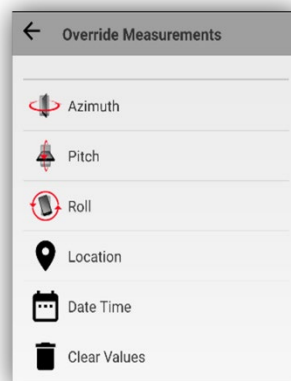 Override Measurements
Azimuth
Pitch
Roll
Location
Date Time
Clear Values